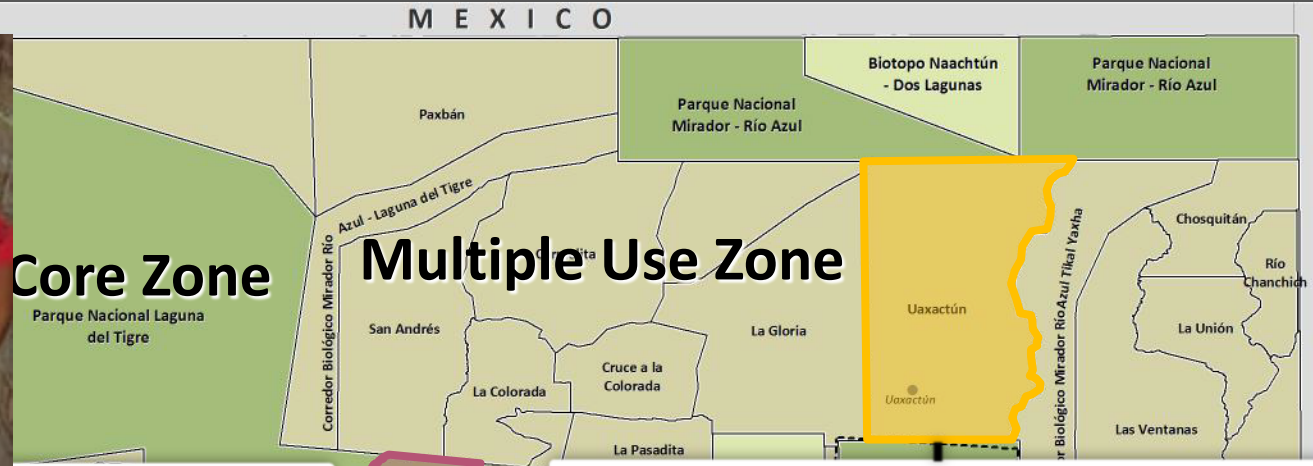 MEXICO
Biotopo Naachtún
- Dos Lagunas
Parque Nacional
Mirador - Río Azul
Parque Nacional
Mirador - Río Azul
Paxbán
Azul - Laguna del Tigre
Corredor Biológico Mirador Río
Core Zone
Parque Nacional Laguna
del Tigre
Multiple Use Zone
San Andrés
La Colorada
Cruce a la
Colorada
La Pasadita
La Gloria
Uaxactún
Uaxactún
Biológico Mirador Río Azul Tikal Yaxha
Chosquitán
Río
Chanchich
La Unión
Las Ventanas